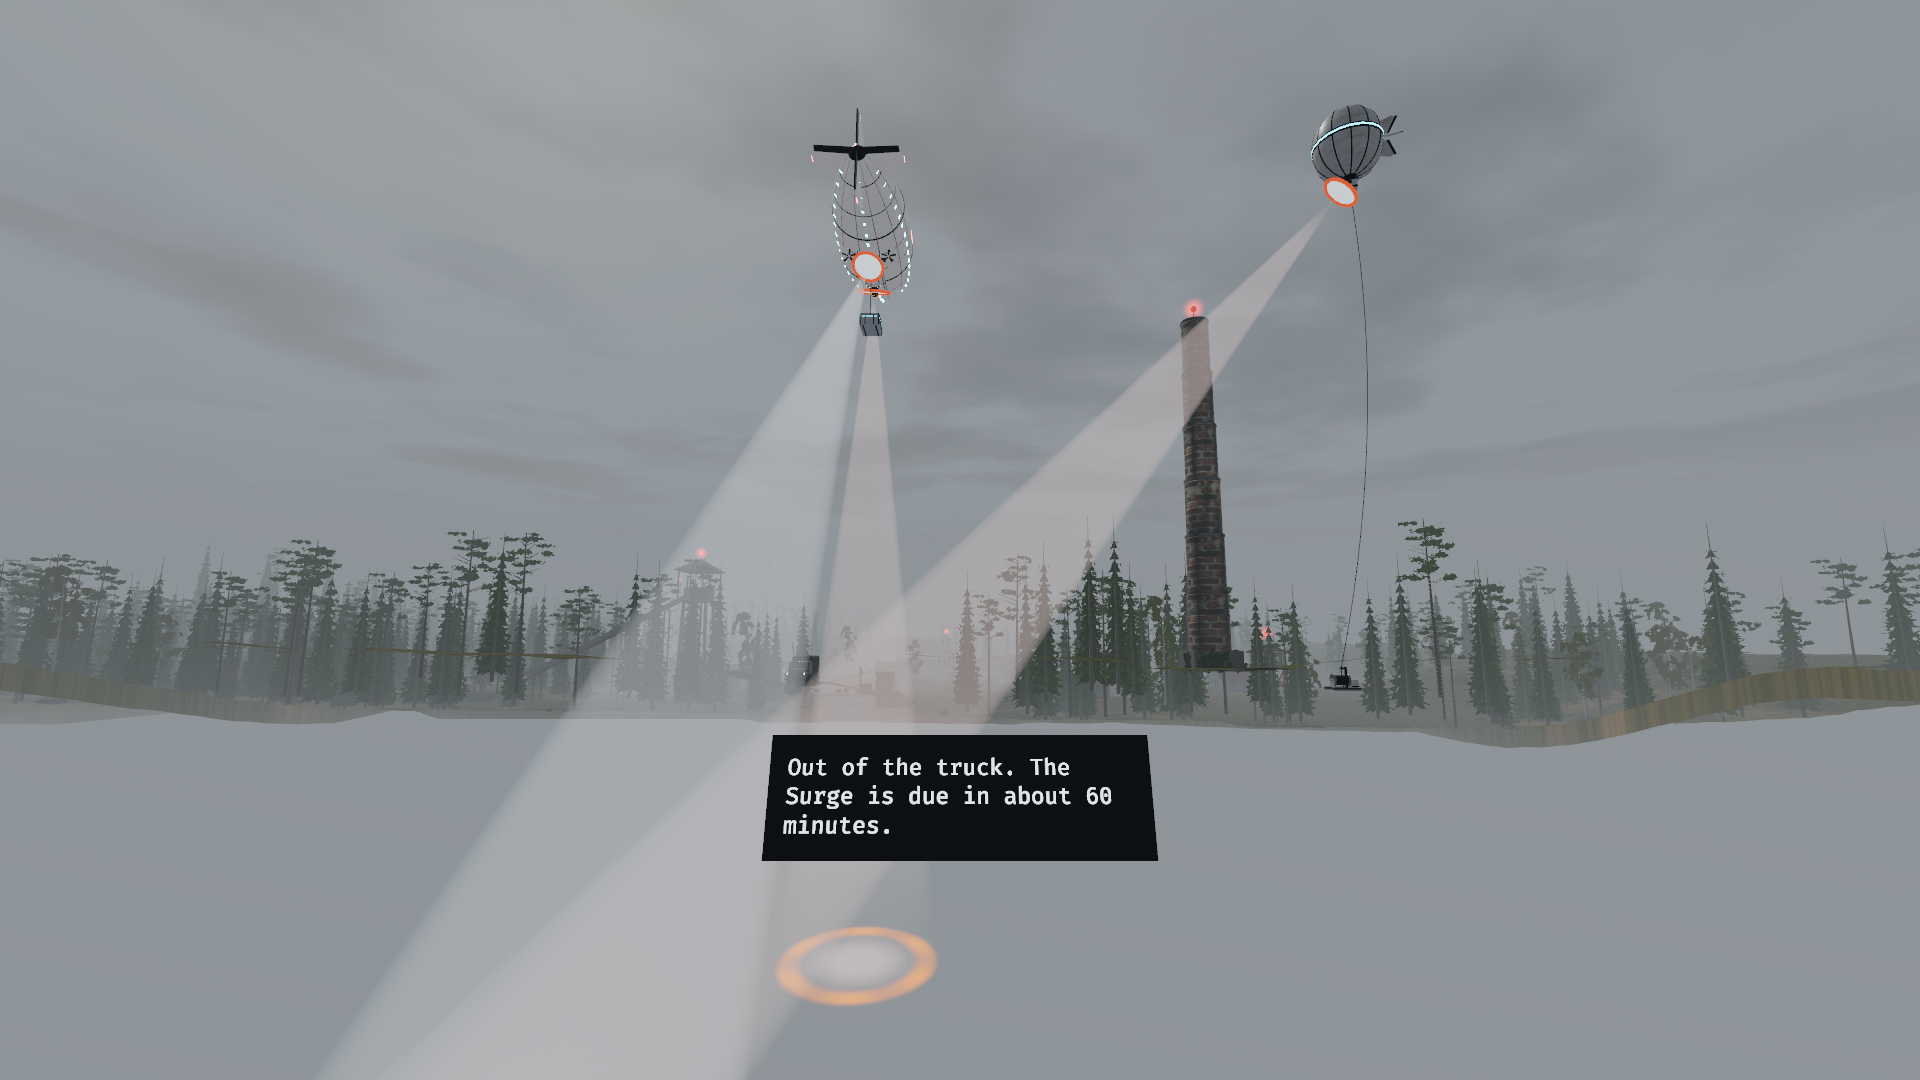 Out of the truck. The
Surge is due in about 60
minutes.